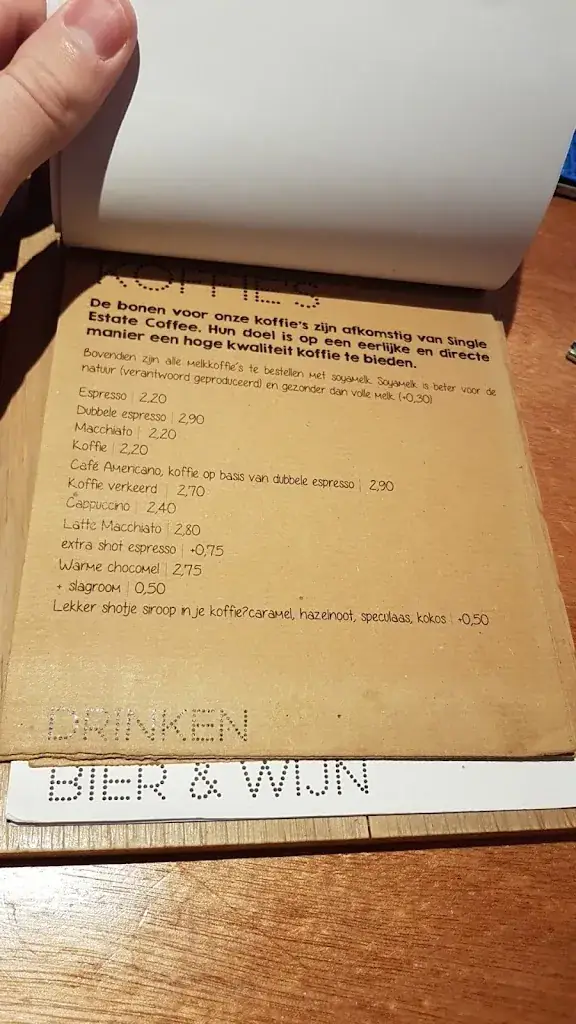 KOFFIE'S
De bonen voor onze koffie's zijn afkomstig van Single
Estate Coffee. Hun doel is op een eerlijke en directe
manier een hoge kwaliteit koffie te bieden.
Bovendien zijn alle melkkoffie's te bestellen met soyamelk. Soyamelk is beter voor de
natuur (verantwoord geproduceerd) en gezonder dan volle melk. (+0,30)
Espresso | 2,20
Dubbele espresso | 2,90
Macchiato | 2,20
Koffie | 2,20
Café Americano, koffie op basis van dubbele espresso | 2,90
Koffie verkeerd | 2,70
Cappuccino | 2,40
Latte Macchiato | 2,80
extra shot espresso | +0,75
Warme chocomel | 2,75
+ slagroom | 0,50
Lekker shotje siroop in je koffie?caramel, hazelnoot, speculaas, kokos | +0,50
DRINKEN
BIER & WIJN